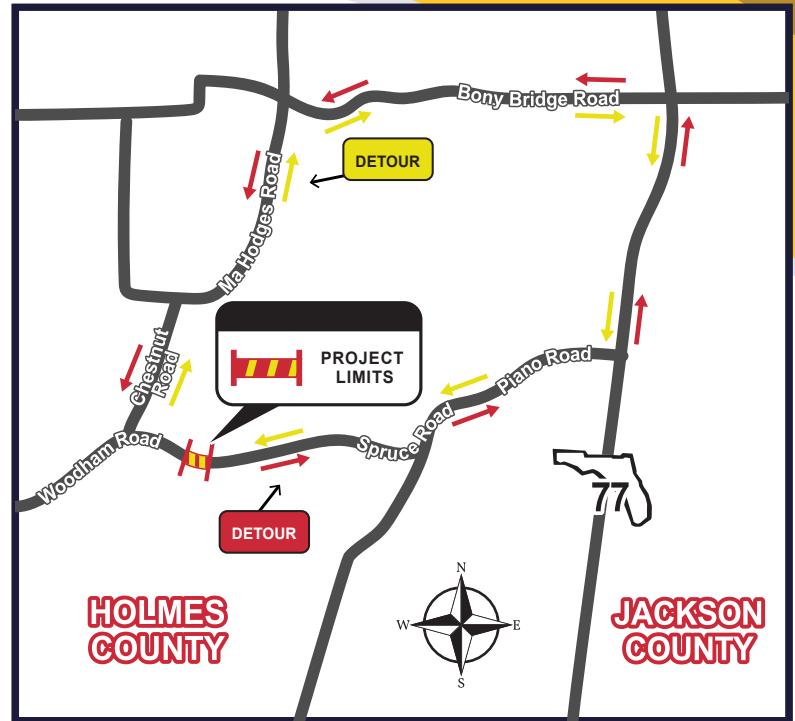 Bony Bridge Road
DETOUR
Ma Hodges Road
PROJECT
LIMITS
Chestnut
Road
Piano Road
Spruce Road
Woodham Road
77
DETOUR
HOLMES
COUNTY
JACKSON
COUNTY
N
W
E
S